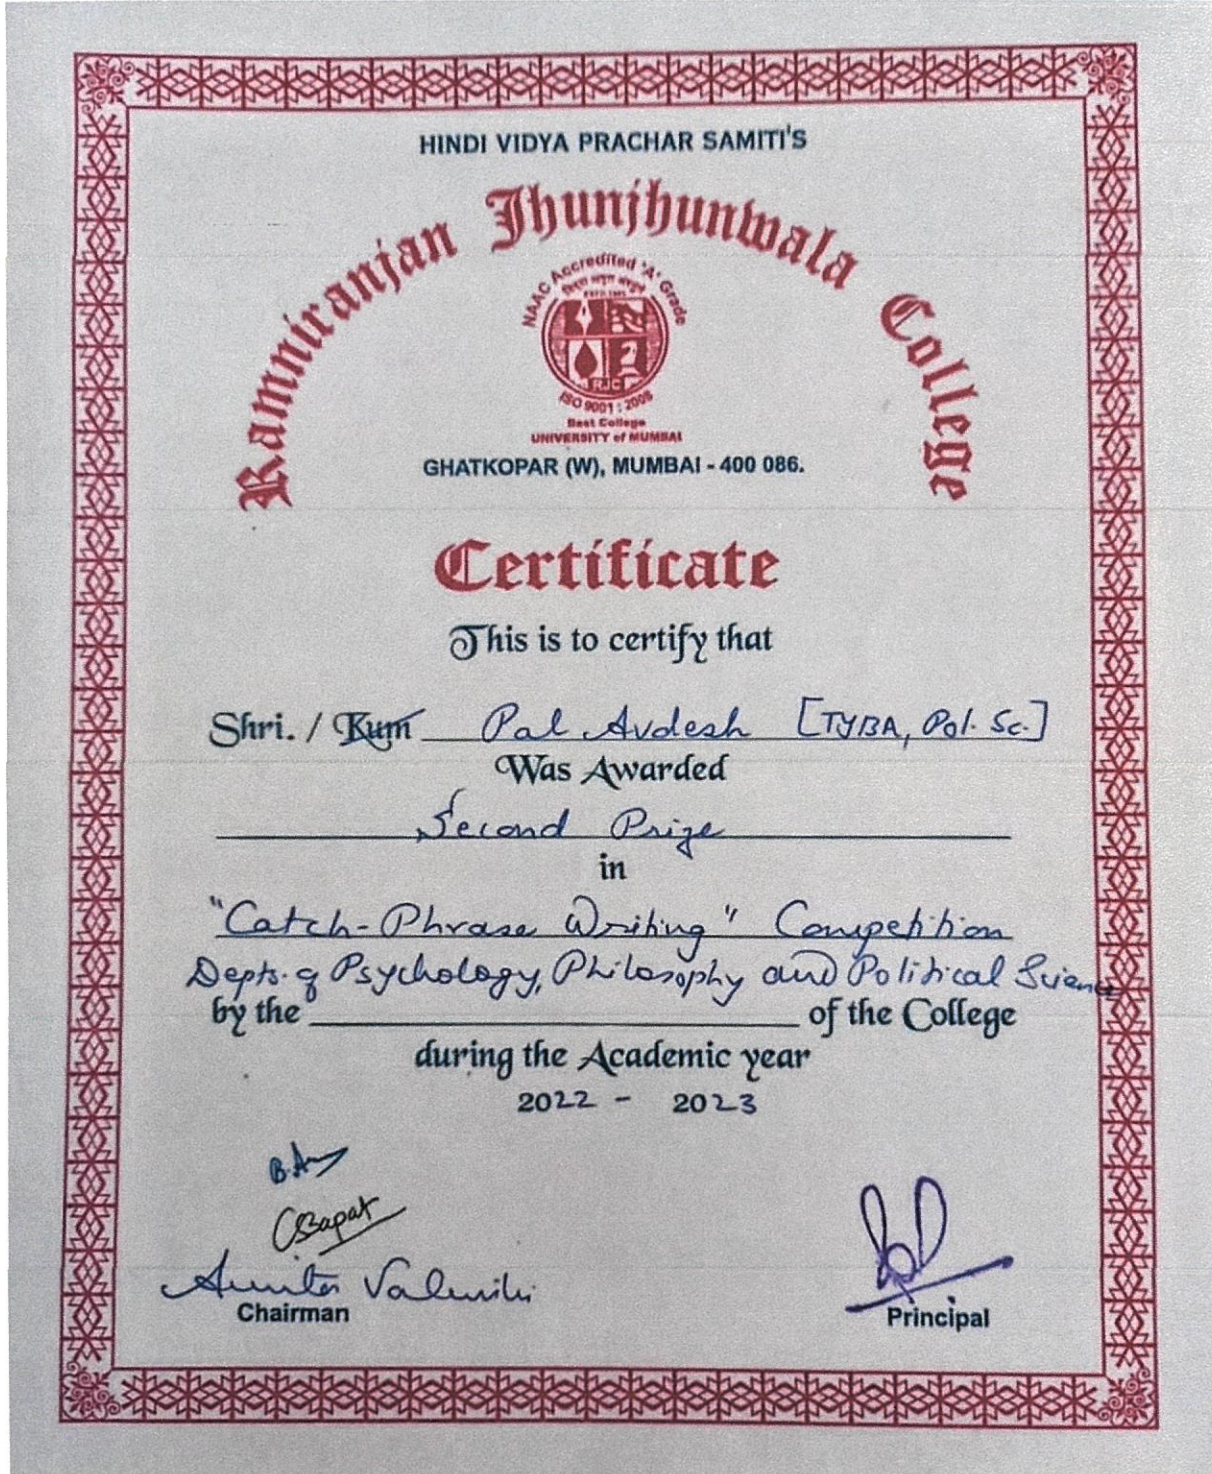 HINDI VIDYA PRACHAR SAMITI'S
Ramniranjan Jhunjhunwala College
NAAC Accredited 'A' Grade
RJC
ISO 9001 : 2008
Best College
UNIVERSITY of MUMBAI
GHATKOPAR (W), MUMBAI - 400 086.
Certificate
This is to certify that
Shri. / Kum Pal Avdesh [TYBA, Pol. Sc.]
Was Awarded
Second Prize
in
"Catch-Phrase Writing" Competition
Depts. of Psychology, Philosophy and Political Science
by the of the College
during the Academic year
2022 - 2023
CSBapat
Chairman
Principal